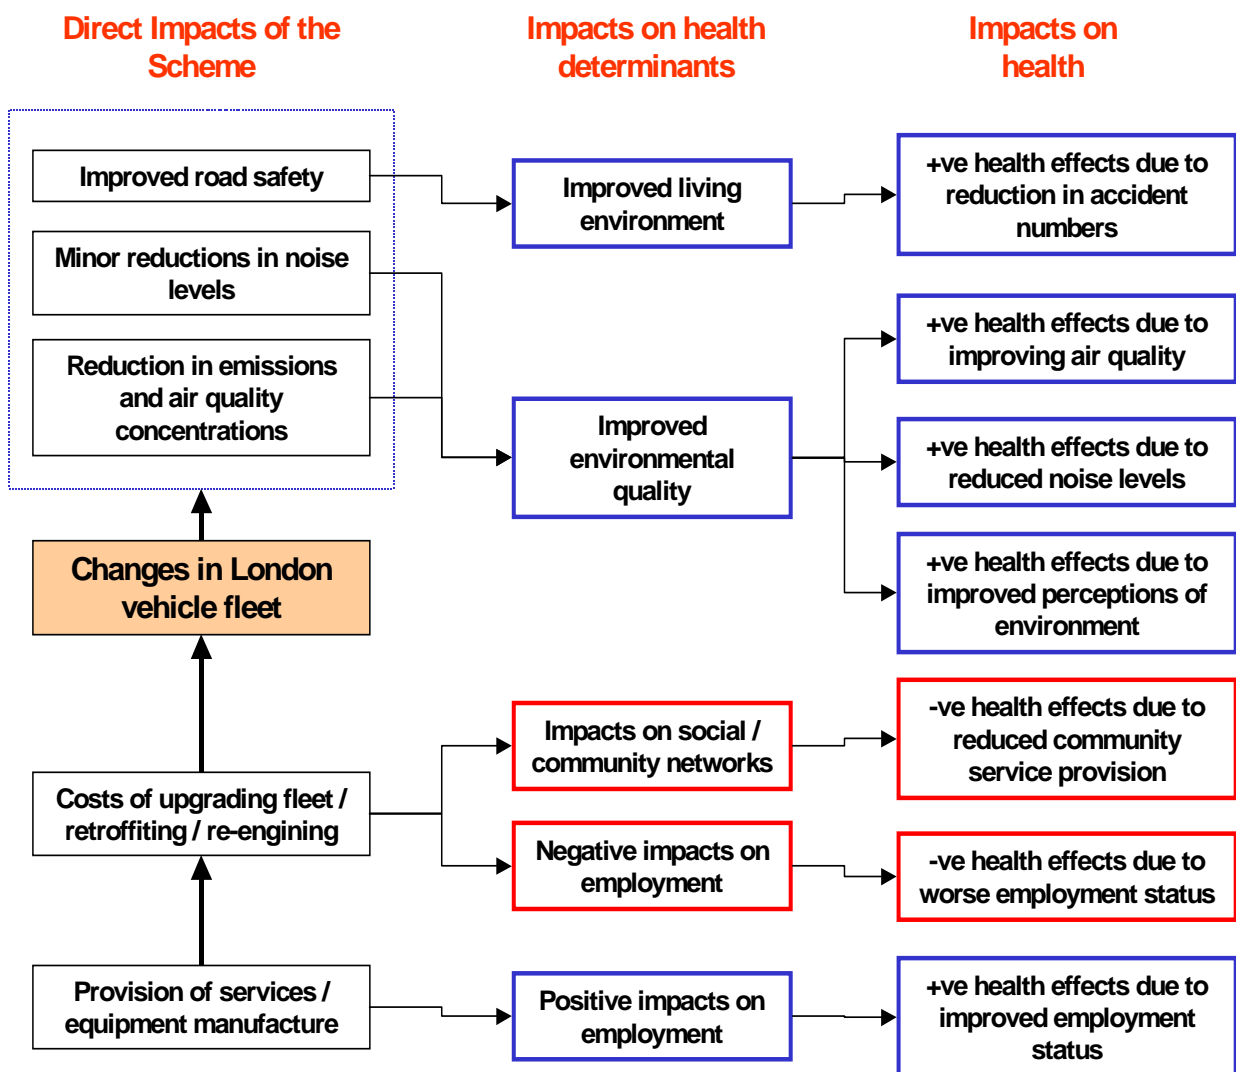 Direct Impacts of the
Scheme
Impacts on health
determinants
Impacts on
health
Improved road safety
Improved living
environment
+ve health effects due to
reduction in accident
numbers
Minor reductions in noise
levels
Reduction in emissions
and air quality
concentrations
Improved
environmental
quality
+ve health effects due to
improving air quality
+ve health effects due to
reduced noise levels
+ve health effects due to
improved perceptions of
environment
Changes in London
vehicle fleet
Costs of upgrading fleet /
retroffiting / re-engining
Impacts on social /
community networks
-ve health effects due to
reduced community
service provision
Negative impacts on
employment
-ve health effects due to
worse employment status
Provision of services /
equipment manufacture
Positive impacts on
employment
+ve health effects due to
improved employment
status